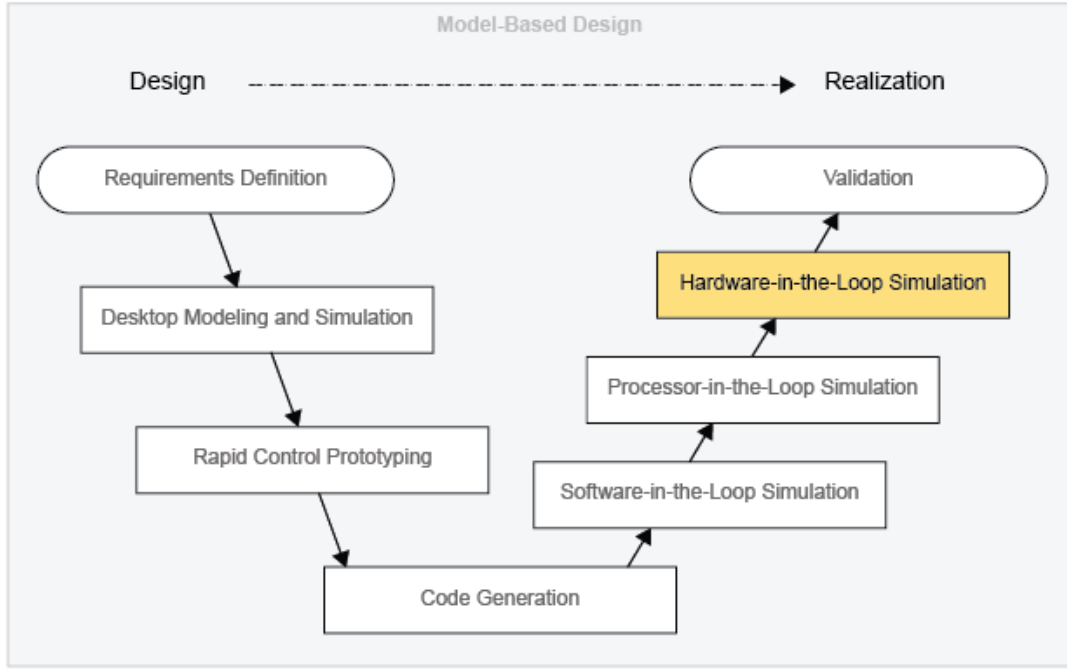 Model-Based Design
Design
Realization
Requirements Definition
Validation
Hardware-in-the-Loop Simulation
Desktop Modeling and Simulation
Processor-in-the-Loop Simulation
Rapid Control Prototyping
Software-in-the-Loop Simulation
Code Generation